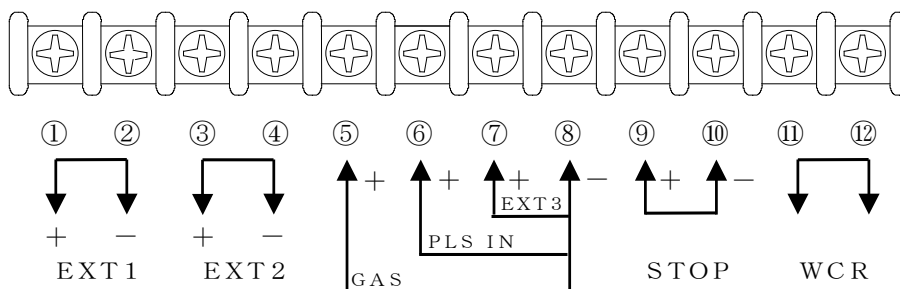 ① ② ③ ④ ⑤ ⑥ ⑦ ⑧ ⑨ ⑩ ⑪ ⑫
+ + + − + −
EXT3
+ − + − PLS IN
EXT1 EXT2 GAS STOP WCR